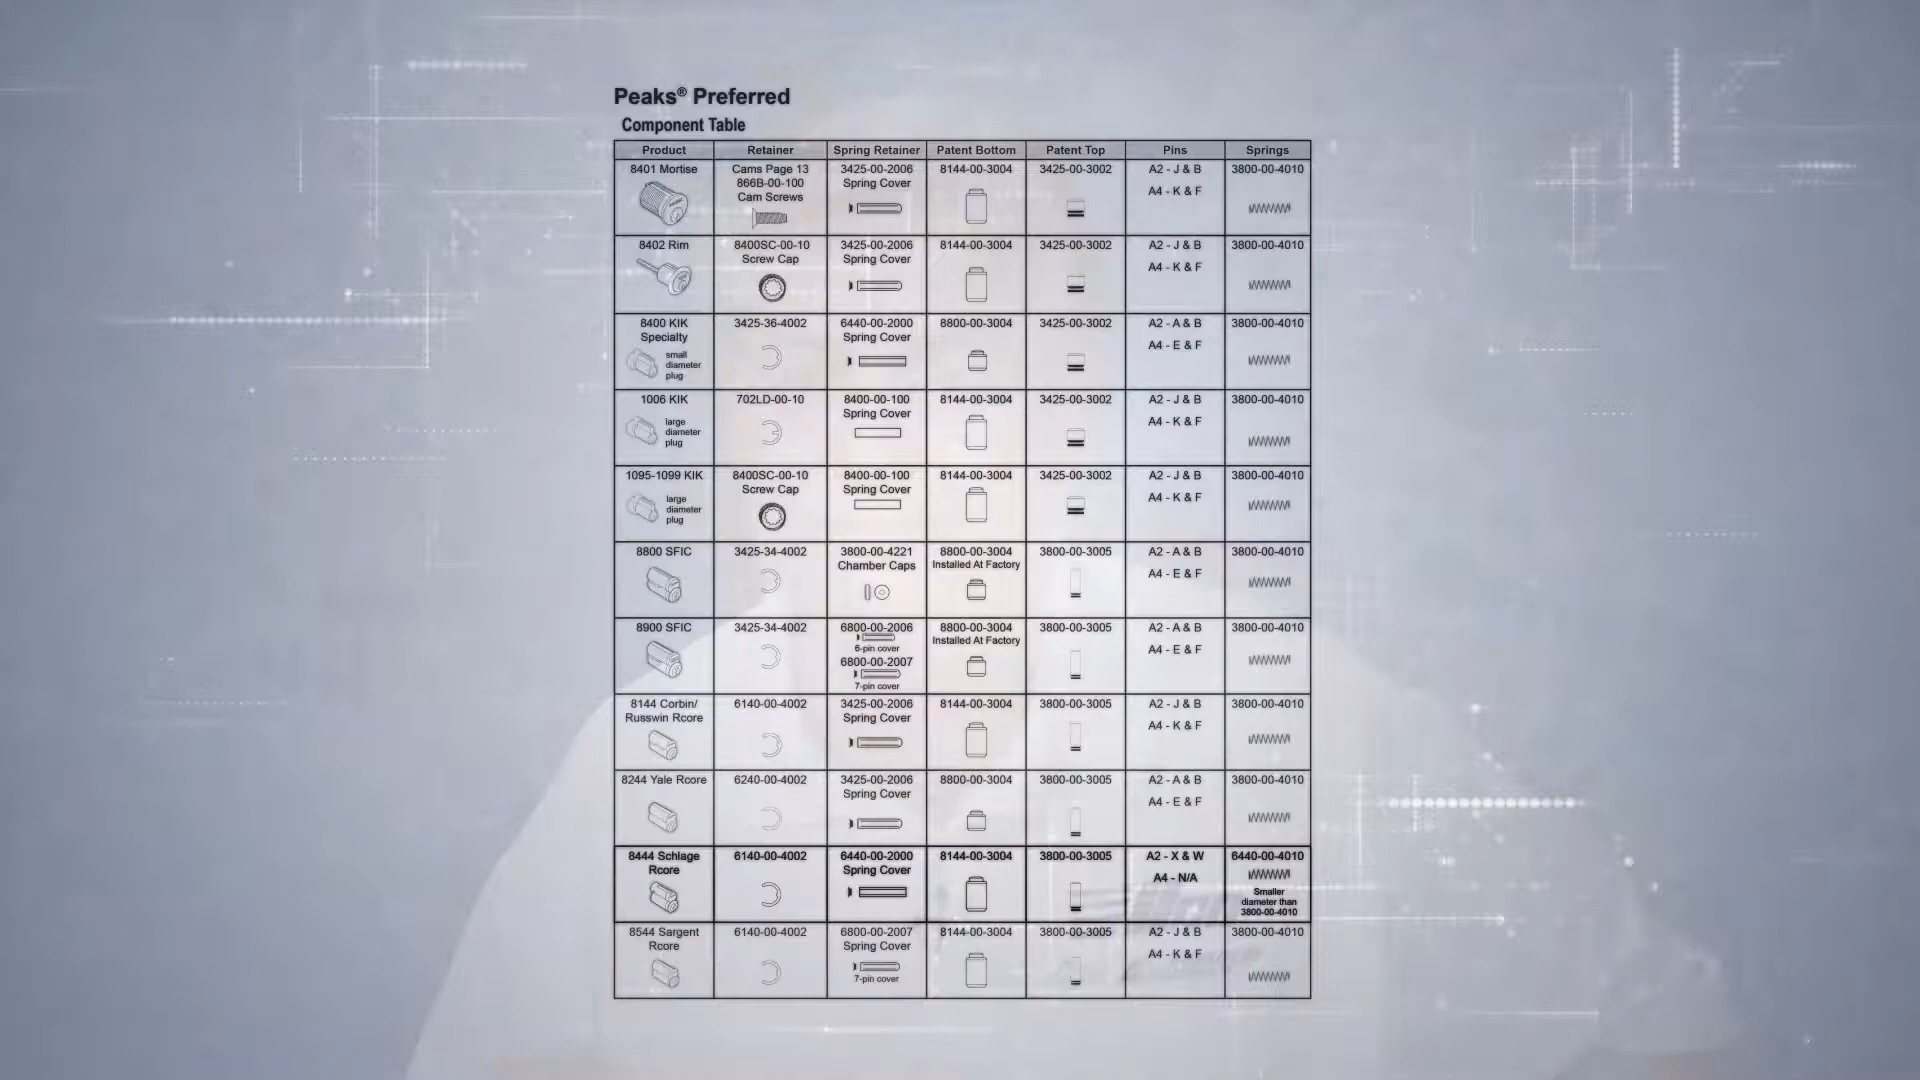 Peaks® Preferred
Component Table
Product Retainer Spring Retainer Patent Bottom Patent Top Pins Springs
8401 Mortise Cams Page 13 3425-00-2006 8144-00-3004 3425-00-3002 A2 - J & B 3800-00-4010
866B-00-100 Spring Cover A4 - K & F
Cam Screws
8402 Rim 8400SC-00-10 3425-00-2006 8144-00-3004 3425-00-3002 A2 - J & B 3800-00-4010
Screw Cap Spring Cover A4 - K & F
8400 KIK 3425-36-4002 6440-00-2000 8800-00-3004 3425-00-3002 A2 - A & B 3800-00-4010
Specialty Spring Cover A4 - E & F
small
diameter
plug
1006 KIK 702LD-00-10 8400-00-100 8144-00-3004 3425-00-3002 A2 - J & B 3800-00-4010
Spring Cover A4 - K & F
large
diameter
plug
1095-1099 KIK 8400SC-00-10 8400-00-100 8144-00-3004 3425-00-3002 A2 - J & B 3800-00-4010
Screw Cap Spring Cover A4 - K & F
large
diameter
plug
8800 SFIC 3425-34-4002 3800-00-4221 8800-00-3004 3800-00-3005 A2 - A & B 3800-00-4010
Chamber Caps Installed At Factory A4 - E & F
8900 SFIC 3425-34-4002 6800-00-2006 8800-00-3004 3800-00-3005 A2 - A & B 3800-00-4010
6-pin cover Installed At Factory A4 - E & F
6800-00-2007
7-pin cover
8144 Corbin/ 6140-00-4002 3425-00-2006 8144-00-3004 3800-00-3005 A2 - J & B 3800-00-4010
Russwin Rcore Spring Cover A4 - K & F
8244 Yale Rcore 6240-00-4002 3425-00-2006 8800-00-3004 3800-00-3005 A2 - A & B 3800-00-4010
Spring Cover A4 - E & F
8444 Schlage 6140-00-4002 6440-00-2000 8144-00-3004 3800-00-3005 A2 - X & W 6440-00-4010
Rcore Spring Cover A4 - N/A
Smaller
diameter than
3800-00-4010
8544 Sargent 6140-00-4002 6800-00-2007 8144-00-3004 3800-00-3005 A2 - J & B 3800-00-4010
Rcore Spring Cover A4 - K & F
7-pin cover